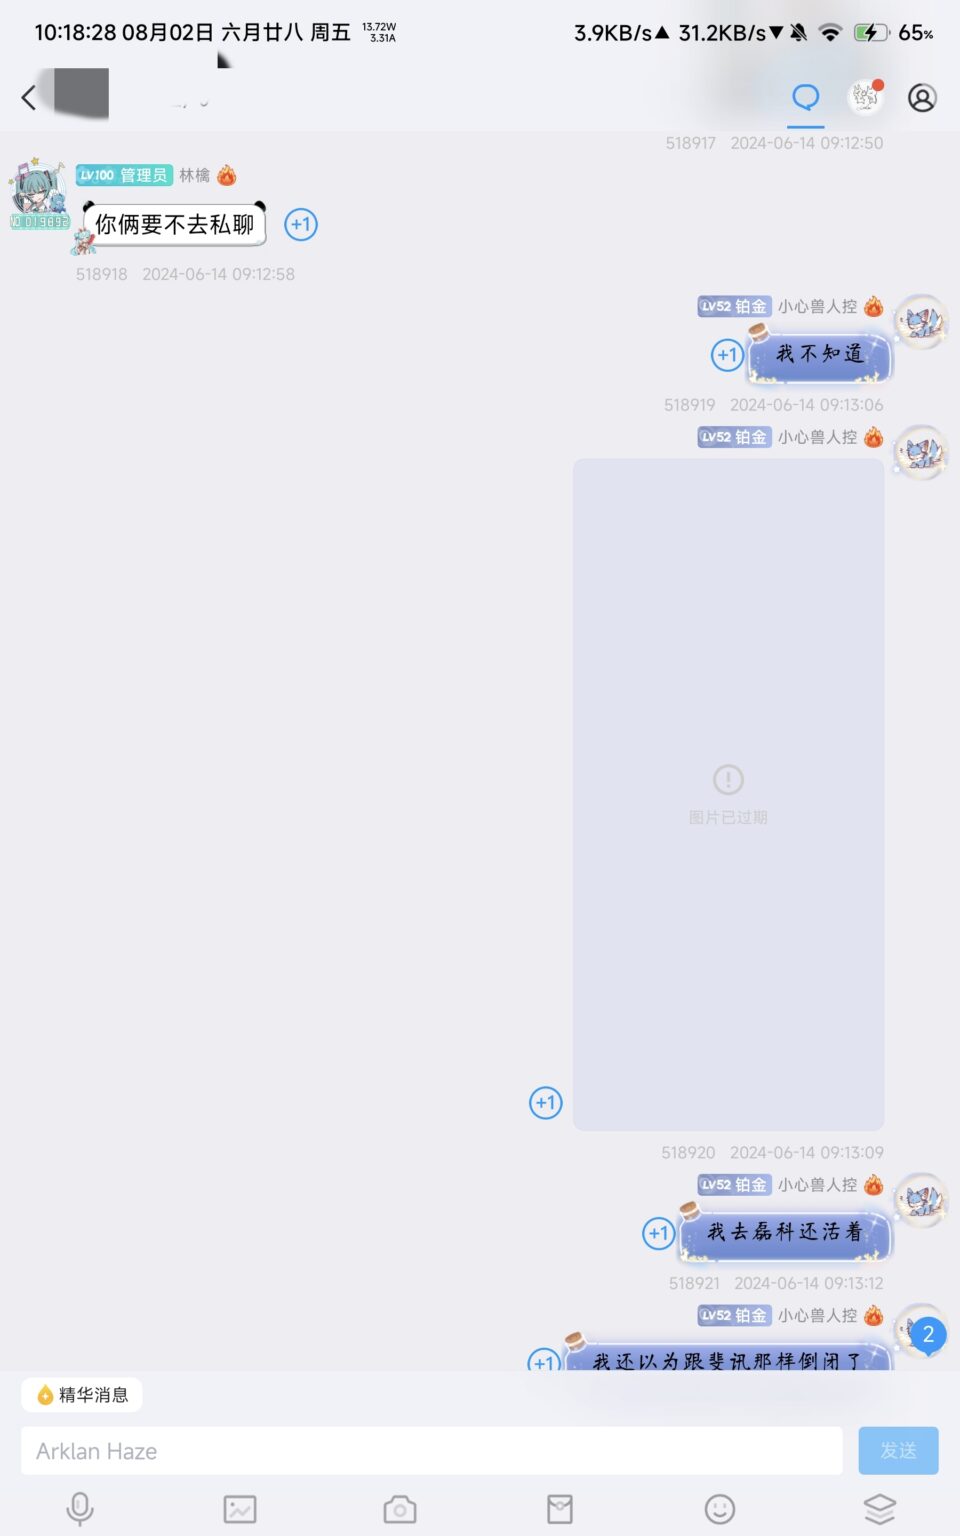 10:18:28 08月02日 六月廿八 周五 13.72W 3.31A 3.9KB/s▲ 31.2KB/s▼ 65%
518917 2024-06-14 09:12:50
LV100 管理员 林檎
你俩要不去私聊 +1
518918 2024-06-14 09:12:58
LV52 铂金 小心兽人控
+1 我不知道
518919 2024-06-14 09:13:06
LV52 铂金 小心兽人控
图片已过期
+1
518920 2024-06-14 09:13:09
LV52 铂金 小心兽人控
+1 我去磊科还活着
518921 2024-06-14 09:13:12
LV52 铂金 小心兽人控
2
+1 我还以为跟斐讯那样倒闭了
精华消息
Arklan Haze 发送